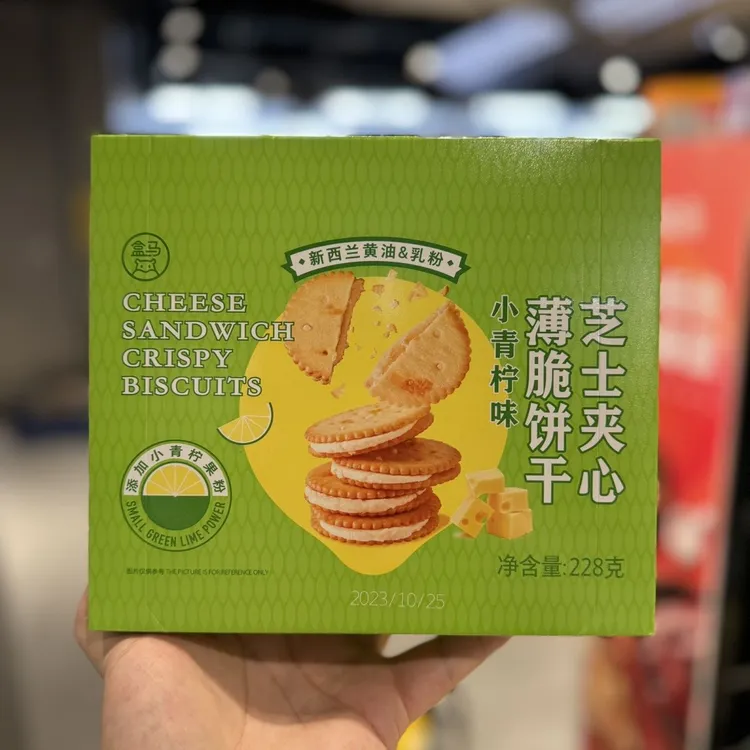 盒马
新西兰黄油&乳粉
CHEESE
SANDWICH
CRISPY
BISCUITS
芝士夹心
薄脆饼干
小青柠味
添加小青柠果粉
SMALL GREEN LIME POWER
图片仅供参考 THE PICTURE IS FOR REFERENCE ONLY
净含量:228克
2023/10/25